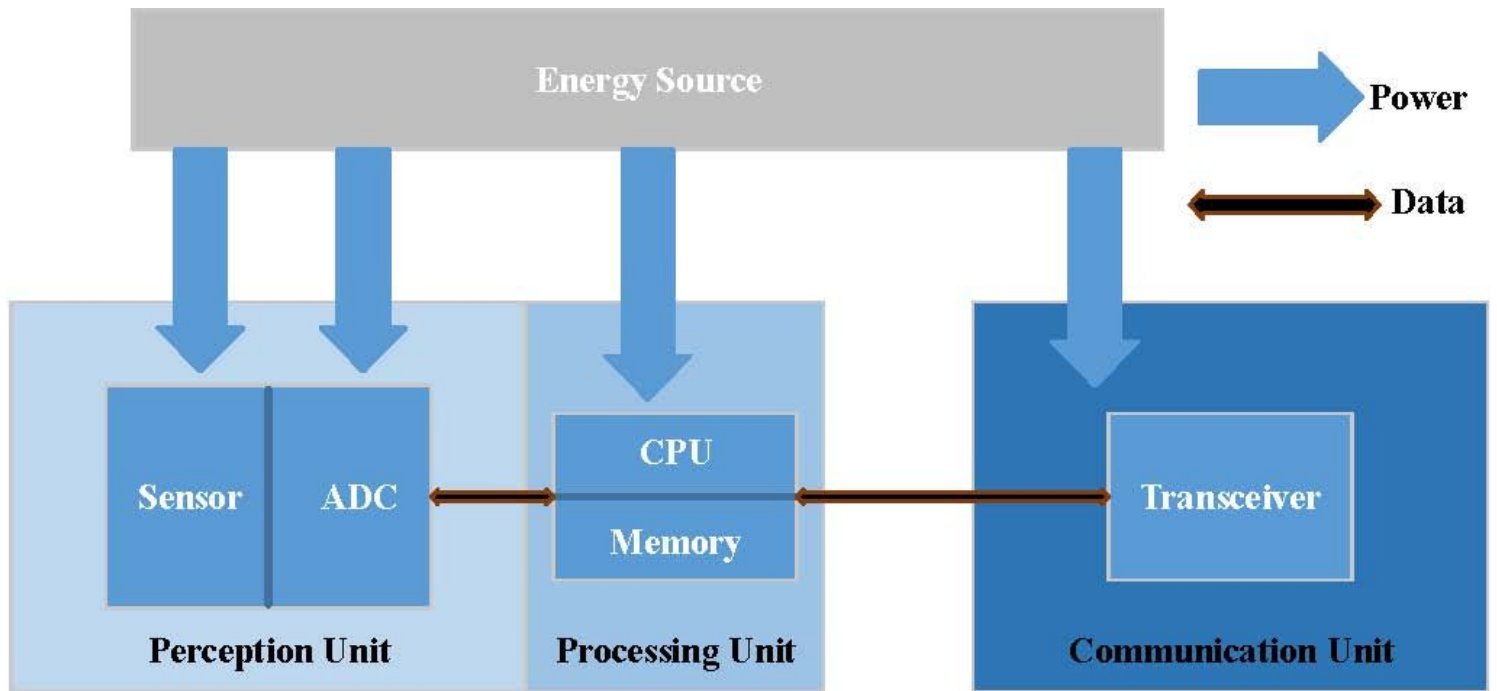 Energy Source
Power
Data
Sensor
ADC
CPU
Memory
Transceiver
Perception Unit
Processing Unit
Communication Unit